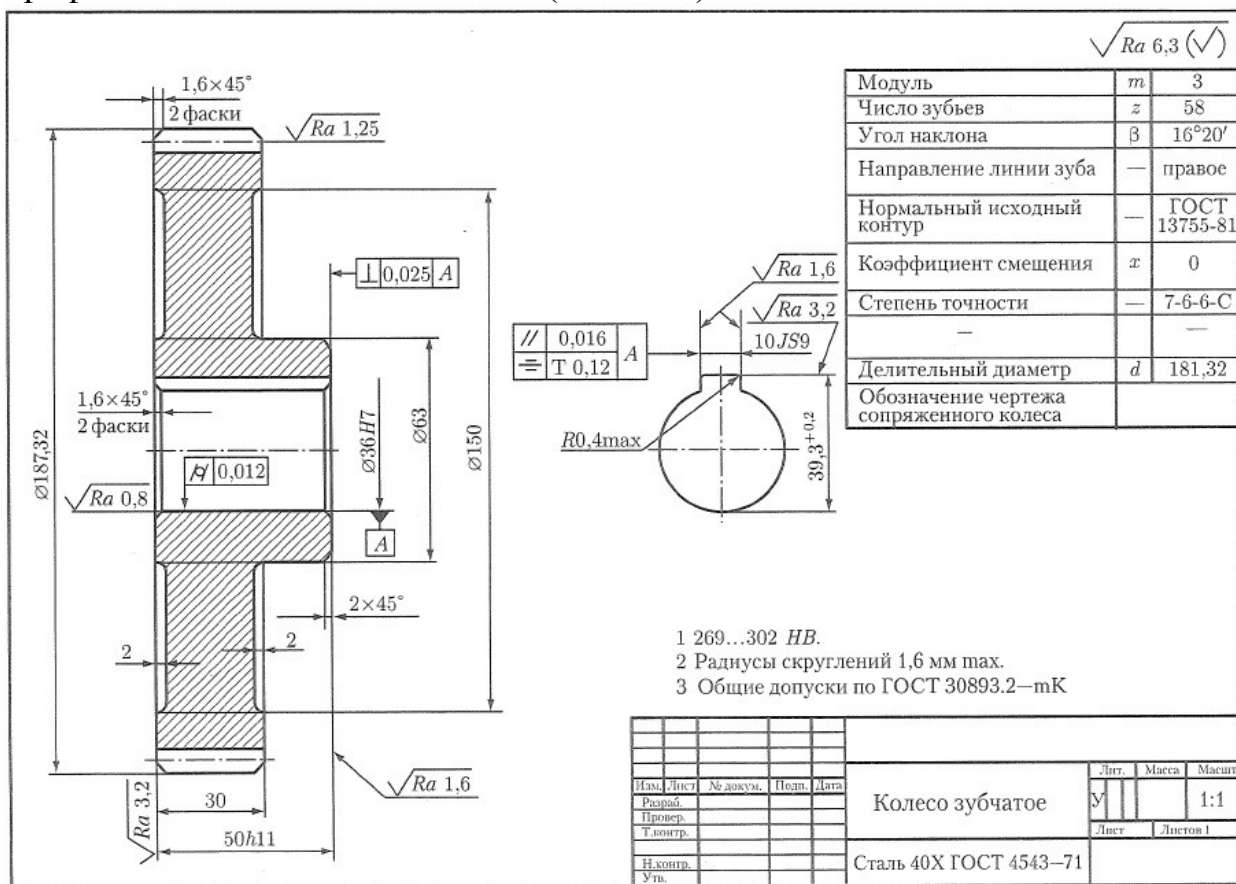 √Ra 6,3 (√)
1,6×45°
2 фаски
√Ra 1,25
⊥ 0,025 A
Ø187,32
1,6×45°
2 фаски
Ø36H7
Ø63
Ø150
⌭ 0,012
√Ra 0,8
A
2×45°
2
2
√Ra 3,2
30
50h11
√Ra 1,6
√Ra 1,6
√Ra 3,2
// 0,016 A
⌯ T 0,12
10JS9
R0,4max
39,3+0,2
Модуль m 3
Число зубьев z 58
Угол наклона β 16°20′
Направление линии зуба — правое
Нормальный исходный
контур — ГОСТ
13755-81
Коэффициент смещения x 0
Степень точности — 7-6-6-С
— —
Делительный диаметр d 181,32
Обозначение чертежа
сопряженного колеса
1 269...302 HB.
2 Радиусы скруглений 1,6 мм max.
3 Общие допуски по ГОСТ 30893.2—mK
Изм. Лист № докум. Подп. Дата
Разраб.
Провер.
Т.контр.
Н.контр.
Утв.
Колесо зубчатое
Сталь 40Х ГОСТ 4543—71
Лит. Масса
У 1:1
Лист Листов 1